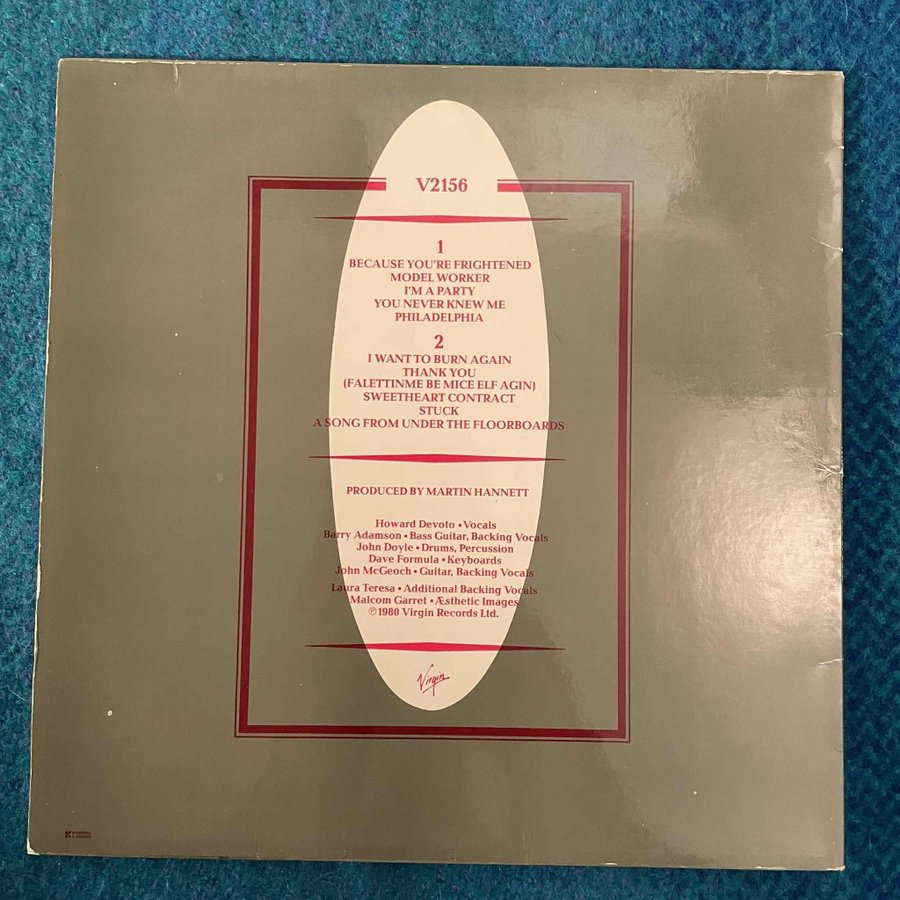 V2156
1
BECAUSE YOU'RE FRIGHTENED
MODEL WORKER
I'M A PARTY
YOU NEVER KNEW ME
PHILADELPHIA
2
I WANT TO BURN AGAIN
THANK YOU
(FALETTINME BE MICE ELF AGIN)
SWEETHEART CONTRACT
STUCK
A SONG FROM UNDER THE FLOORBOARDS
PRODUCED BY MARTIN HANNETT
Howard Devoto • Vocals
Barry Adamson • Bass Guitar, Backing Vocals
John Doyle • Drums, Percussion
Dave Formula • Keyboards
John McGeoch • Guitar, Backing Vocals
Laura Teresa • Additional Backing Vocals
Malcom Garret • Æsthetic Images
℗ 1980 Virgin Records Ltd.
Virgin